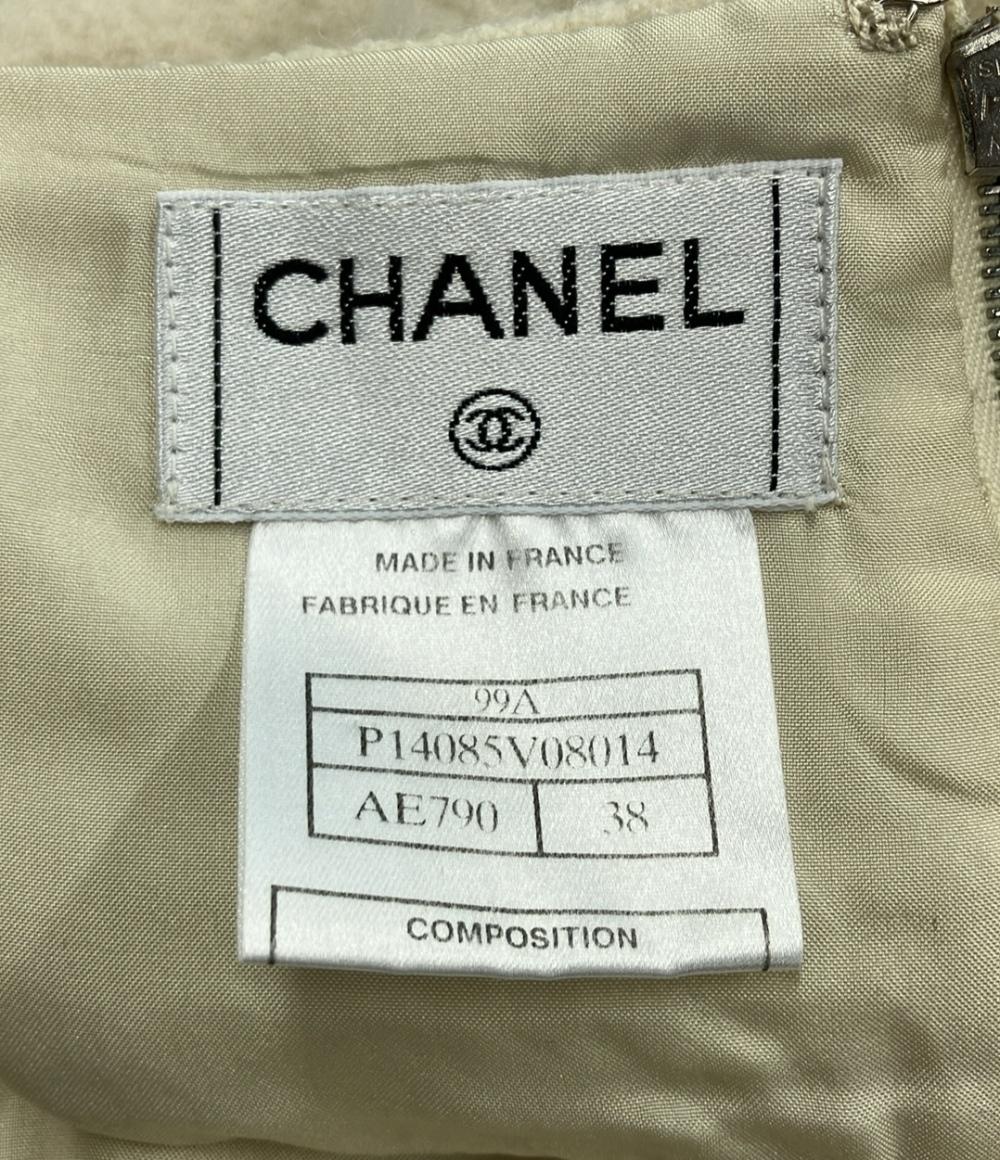 CHANEL
MADE IN FRANCE
FABRIQUE EN FRANCE
99A
P14085V08014
AE790 38
COMPOSITION